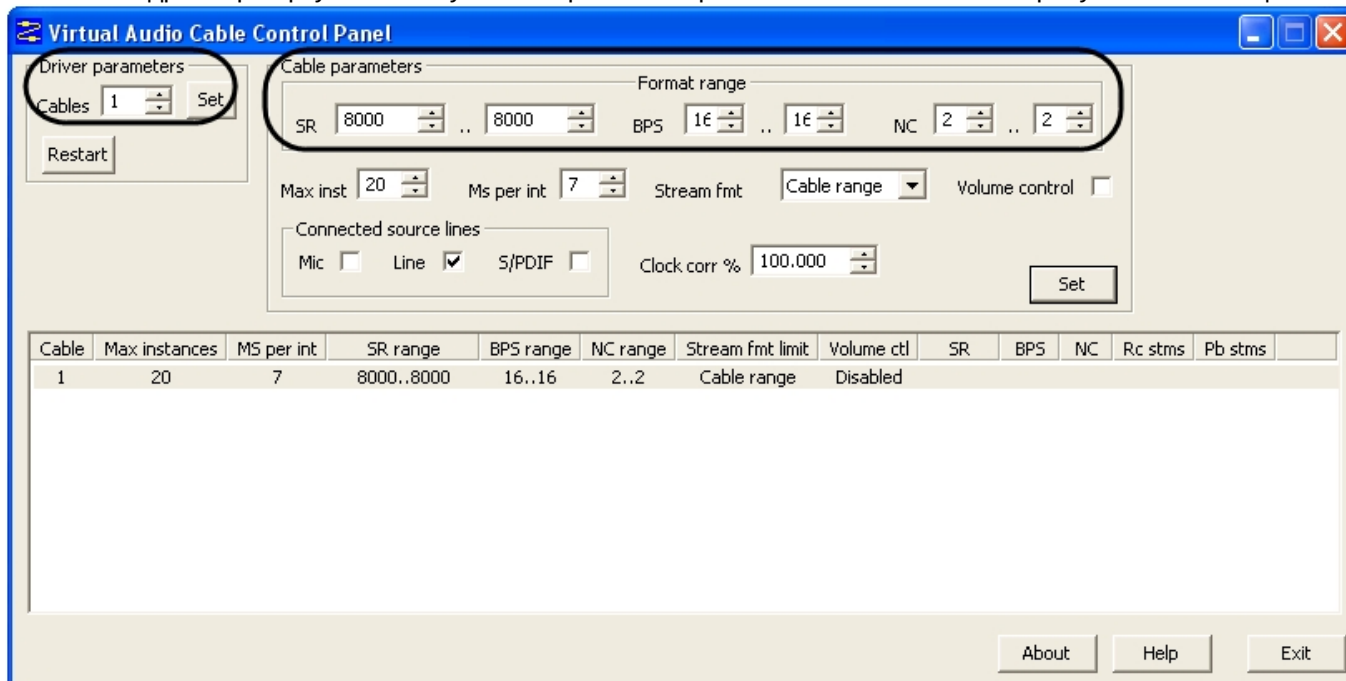 Virtual Audio Cable Control Panel
Driver parameters
Cables 1 Set
Restart
Cable parameters
Format range
SR 8000 .. 8000 BPS 16 .. 16 NC 2 .. 2
Max inst 20 Ms per int 7 Stream fmt Cable range Volume control
Connected source lines
Mic Line S/PDIF
Clock corr % 100.000
Set
Cable Max instances MS per int SR range BPS range NC range Stream fmt limit Volume ctl SR BPS NC Rc stms Pb stms
1 20 7 8000..8000 16..16 2..2 Cable range Disabled
About Help Exit